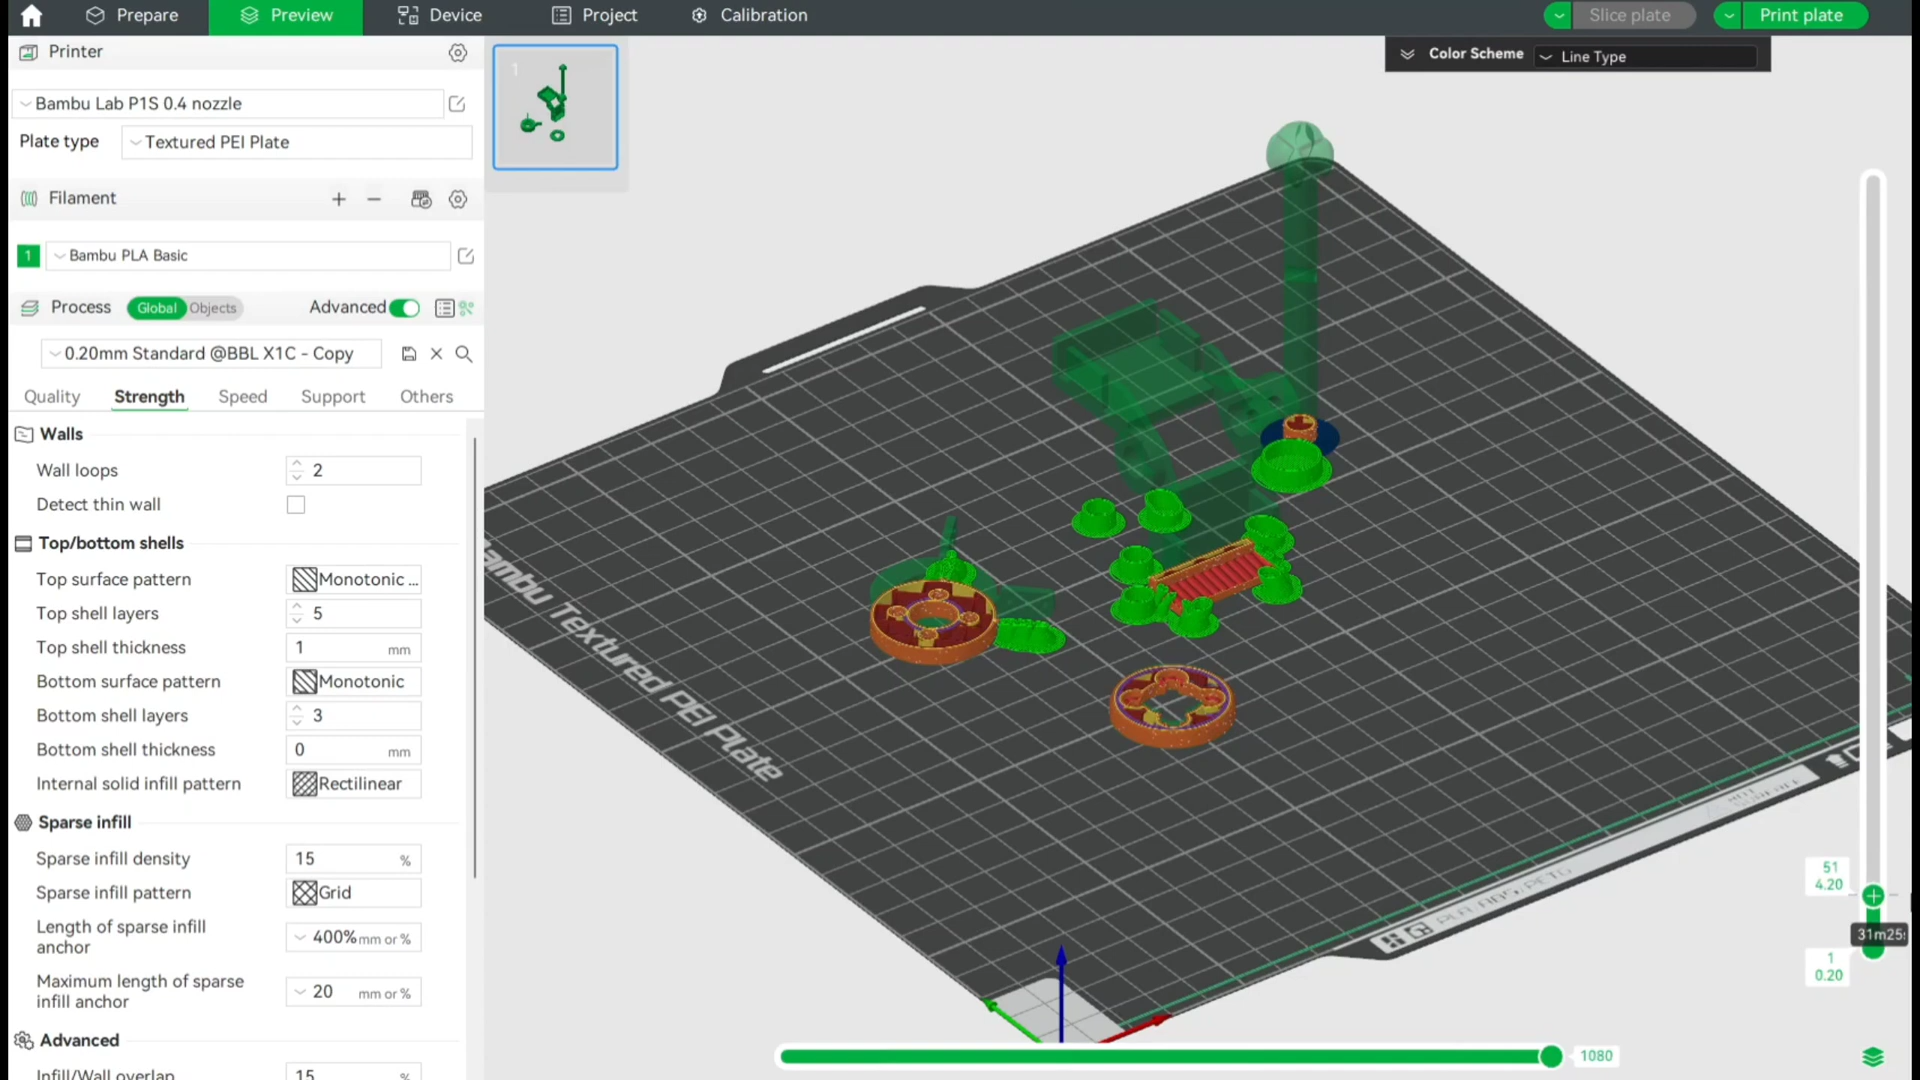 Prepare
Preview
Device
Project
Calibration
Slice plate
Print plate
Printer
Color Scheme
Line Type
1
Bambu Lab P1S 0.4 nozzle
Plate type
Textured PEI Plate
Filament
1
Bambu PLA Basic
Process
Global
Objects
Advanced
0.20mm Standard @BBL X1C - Copy
Quality
Strength
Speed
Support
Others
Walls
Wall loops
2
Detect thin wall
Top/bottom shells
Top surface pattern
Monotonic ...
Top shell layers
5
Top shell thickness
1 mm
Bottom surface pattern
Monotonic
Bottom shell layers
3
Bottom shell thickness
0 mm
Internal solid infill pattern
Rectilinear
Sparse infill
Sparse infill density
15 %
Sparse infill pattern
Grid
Length of sparse infill
anchor
400% mm or %
Maximum length of sparse
infill anchor
20 mm or %
Advanced
Infill/Wall overlap
15 %
Bambu Textured PEI Plate
PLA/ABS/PETG
51
4.20
31m25s
1
0.20
1080